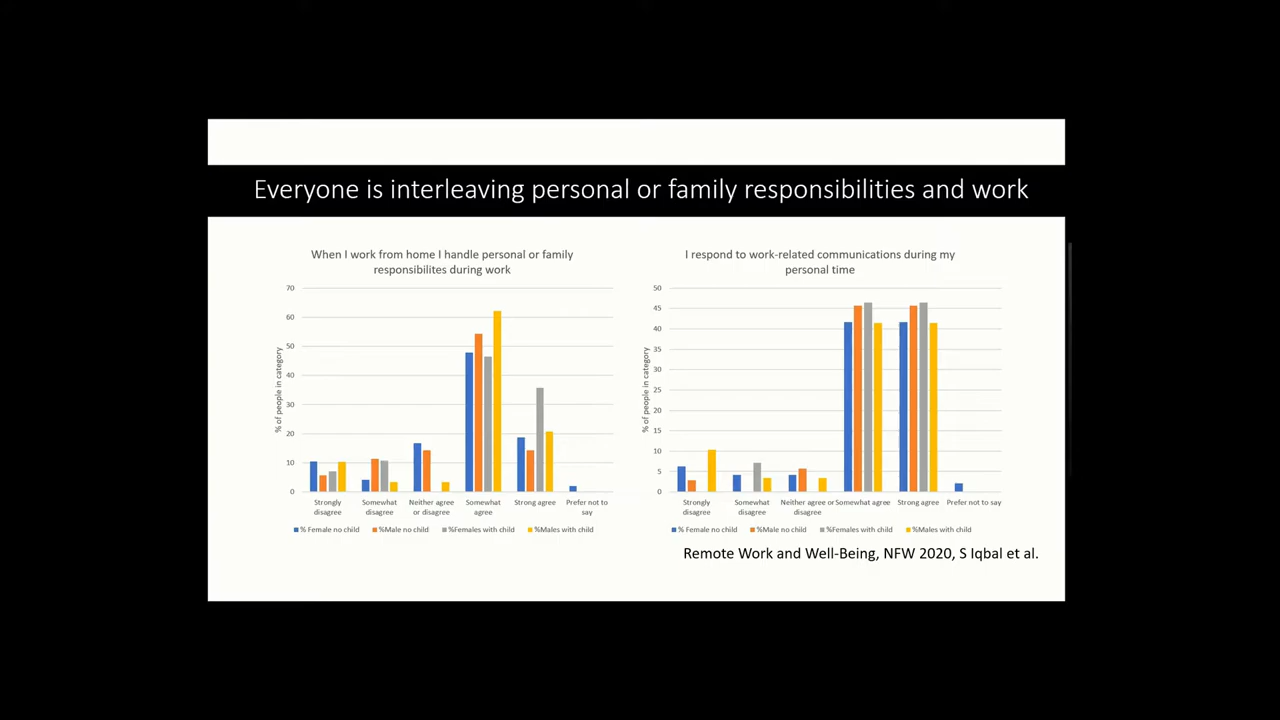 Everyone is interleaving personal or family responsibilities and work
When I work from home I handle personal or family
responsibilites during work
% of people in category
70
60
50
40
30
20
10
0
Strongly
disagree
Somewhat
disagree
Neither agree
or disagree
Somewhat
agree
Strong agree
Prefer not to
say
% Female no child
%Male no child
%Females with child
%Males with child
I respond to work-related communications during my
personal time
% of people in category
50
45
40
35
30
25
20
15
10
5
0
Strongly
disagree
Somewhat
disagree
Neither agree or
disagree
Somewhat agree
Strong agree
Prefer not to say
% Female no child
%Male no child
%Females with child
%Males with child
Remote Work and Well-Being, NFW 2020, S Iqbal et al.